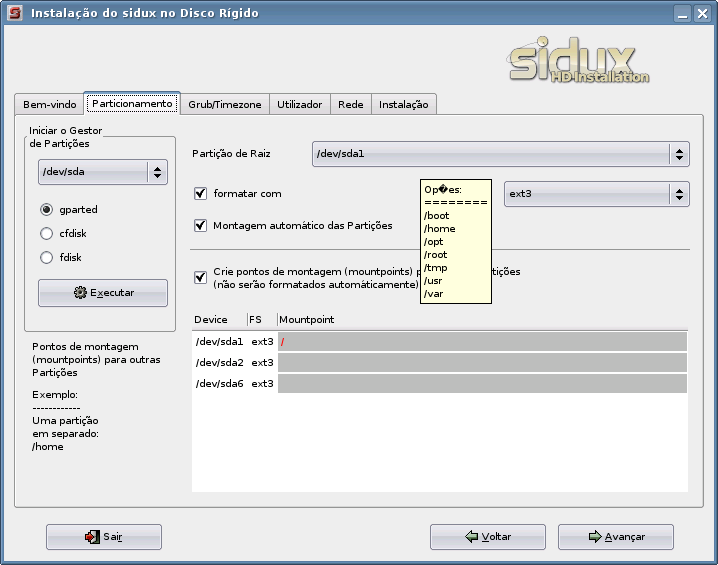 Instalação do sidux no Disco Rígido
sidux
HD-Installation
Bem-vindo
Particionamento
Grub/Timezone
Utilizador
Rede
Instalação
Iniciar o Gestor
de Partições
/dev/sda
gparted
cfdisk
fdisk
Executar
Pontos de montagem
(mountpoints) para outras
Partições
Exemplo:
------------
Uma partição
em separado:
/home
Partição de Raiz
/dev/sda1
formatar com
ext3
Montagem automático das Partições
Op�es:
========
/boot
/home
/opt
/root
/tmp
/usr
/var
Crie pontos de montagem (mountpoints) p tições
(não serão formatados automáticamente)
Device FS Mountpoint
/dev/sda1 ext3 /
/dev/sda2 ext3
/dev/sda6 ext3
Sair
Voltar
Avançar